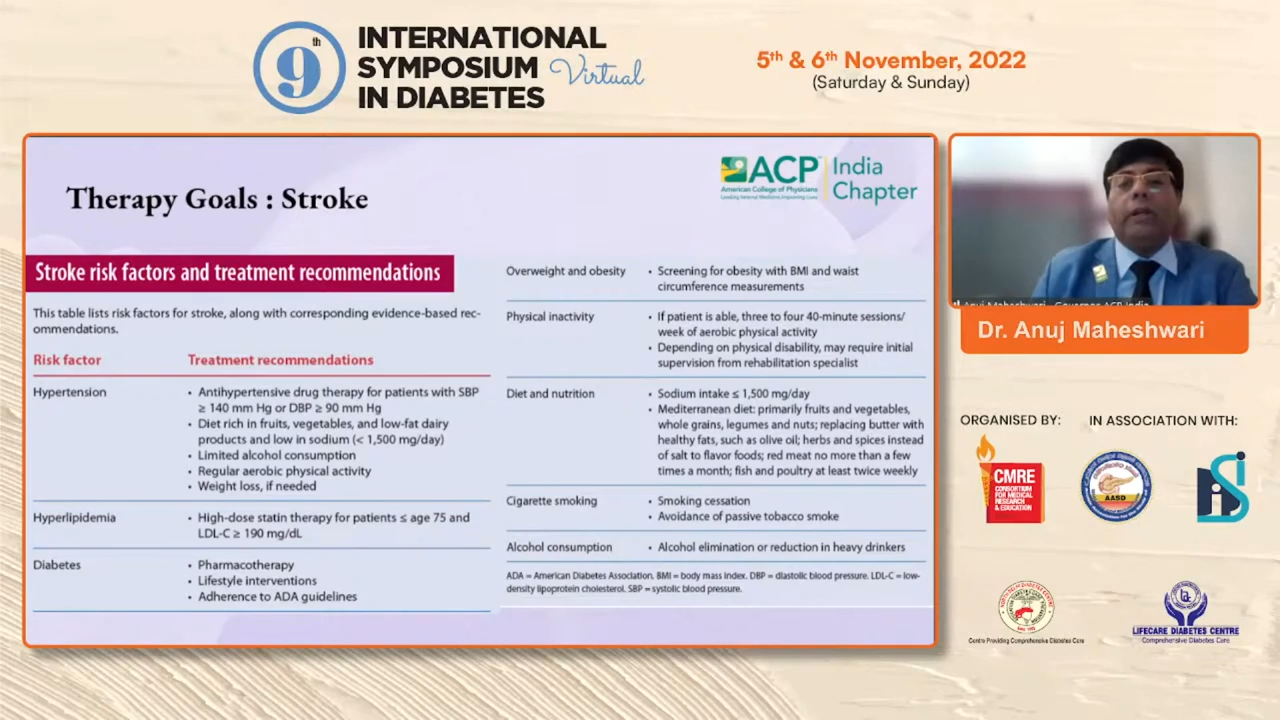 9th
INTERNATIONAL
SYMPOSIUM Virtual
IN DIABETES
5th & 6th November, 2022
(Saturday & Sunday)
Therapy Goals : Stroke
ACP
American College of Physicians
Leading Internal Medicine, Improving Lives
India
Chapter
Stroke risk factors and treatment recommendations
This table lists risk factors for stroke, along with corresponding evidence-based rec-
ommendations.
Risk factor Treatment recommendations
Hypertension • Antihypertensive drug therapy for patients with SBP
≥ 140 mm Hg or DBP ≥ 90 mm Hg
• Diet rich in fruits, vegetables, and low-fat dairy
products and low in sodium (< 1,500 mg/day)
• Limited alcohol consumption
• Regular aerobic physical activity
• Weight loss, if needed
Hyperlipidemia • High-dose statin therapy for patients ≤ age 75 and
LDL-C ≥ 190 mg/dL
Diabetes • Pharmacotherapy
• Lifestyle interventions
• Adherence to ADA guidelines
Overweight and obesity • Screening for obesity with BMI and waist
circumference measurements
Physical inactivity • If patient is able, three to four 40-minute sessions/
week of aerobic physical activity
• Depending on physical disability, may require initial
supervision from rehabilitation specialist
Diet and nutrition • Sodium intake ≤ 1,500 mg/day
• Mediterranean diet: primarily fruits and vegetables,
whole grains, legumes and nuts; replacing butter with
healthy fats, such as olive oil; herbs and spices instead
of salt to flavor foods; red meat no more than a few
times a month; fish and poultry at least twice weekly
Cigarette smoking • Smoking cessation
• Avoidance of passive tobacco smoke
Alcohol consumption • Alcohol elimination or reduction in heavy drinkers
ADA = American Diabetes Association. BMI = body mass index. DBP = diastolic blood pressure. LDL-C = low-
density lipoprotein cholesterol. SBP = systolic blood pressure.
Anuj Maheshwari - Governor ACP India
Dr. Anuj Maheshwari
ORGANISED BY: IN ASSOCIATION WITH:
CMRE
CONSORTIUM
FOR MEDICAL
RESEARCH
& EDUCATION
AASD
Centre Providing Comprehensive Diabetes Care
LIFECARE DIABETES CENTRE
Comprehensive Diabetes Care